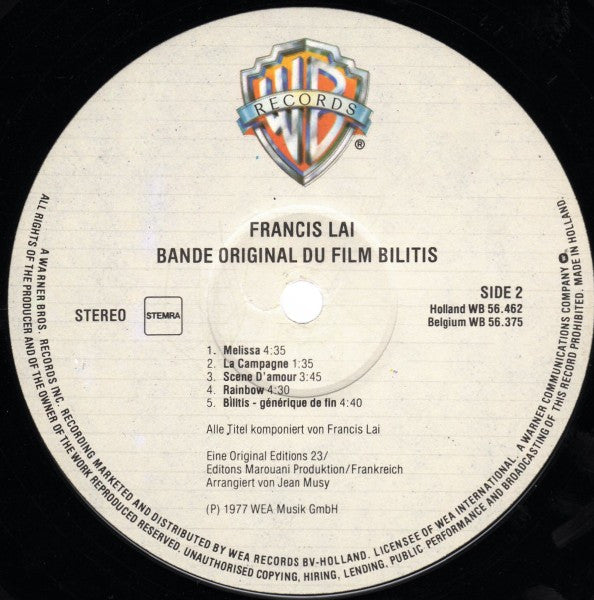 WB
RECORDS
®
FRANCIS LAI
BANDE ORIGINAL DU FILM BILITIS
STEREO
STEMRA
SIDE 2
Holland WB 56.462
Belgium WB 56.375
1. Melissa 4:35
2. La Campagne 1:35
3. Scene D'amour 3:45
4. Rainbow 4:30
5. Bilitis - générique de fin 4:40
Alle Titel komponiert von Francis Lai
Eine Original Editions 23/
Editons Marouani Produktion/Frankreich
Arrangiert von Jean Musy
(P) 1977 WEA Musik GmbH
A WARNER BROS. RECORDS INC. RECORDING MARKETED AND DISTRIBUTED BY WEA RECORDS BV-HOLLAND. LICENSEE OF WEA INTERNATIONAL. A WARNER COMMUNICATIONS COMPANY
ALL RIGHTS OF THE PRODUCER AND OF THE OWNER OF THE WORK REPRODUCED RESERVED. UNAUTHORISED COPYING, HIRING, LENDING, PUBLIC PERFORMANCE AND BROADCASTING OF THIS RECORD PROHIBITED. MADE IN HOLLAND.